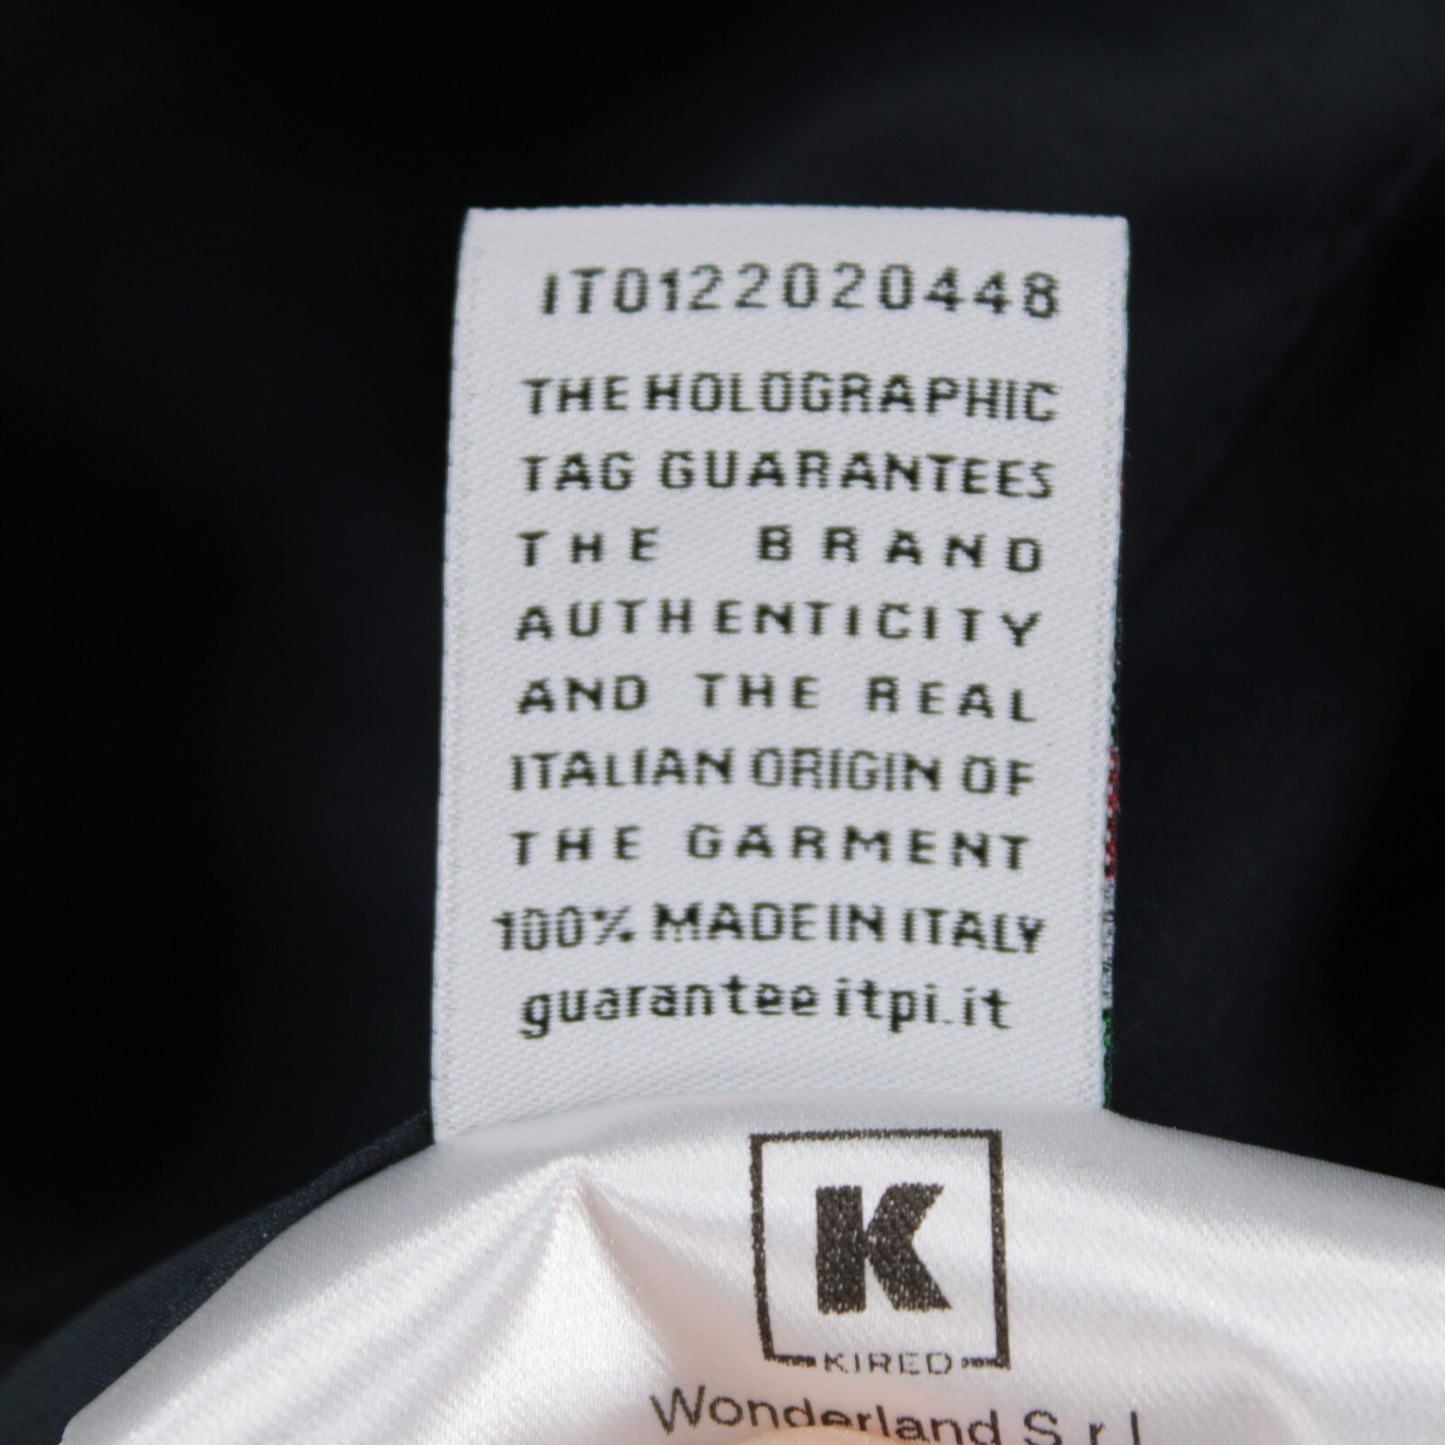 IT0122020448
THE HOLOGRAPHIC
TAG GUARANTEES
THE BRAND
AUTHENTICITY
AND THE REAL
ITALIAN ORIGIN OF
THE GARMENT
100% MADE IN ITALY
guarantee itpi.it
K
KIRED
Wonderland S.r.l.